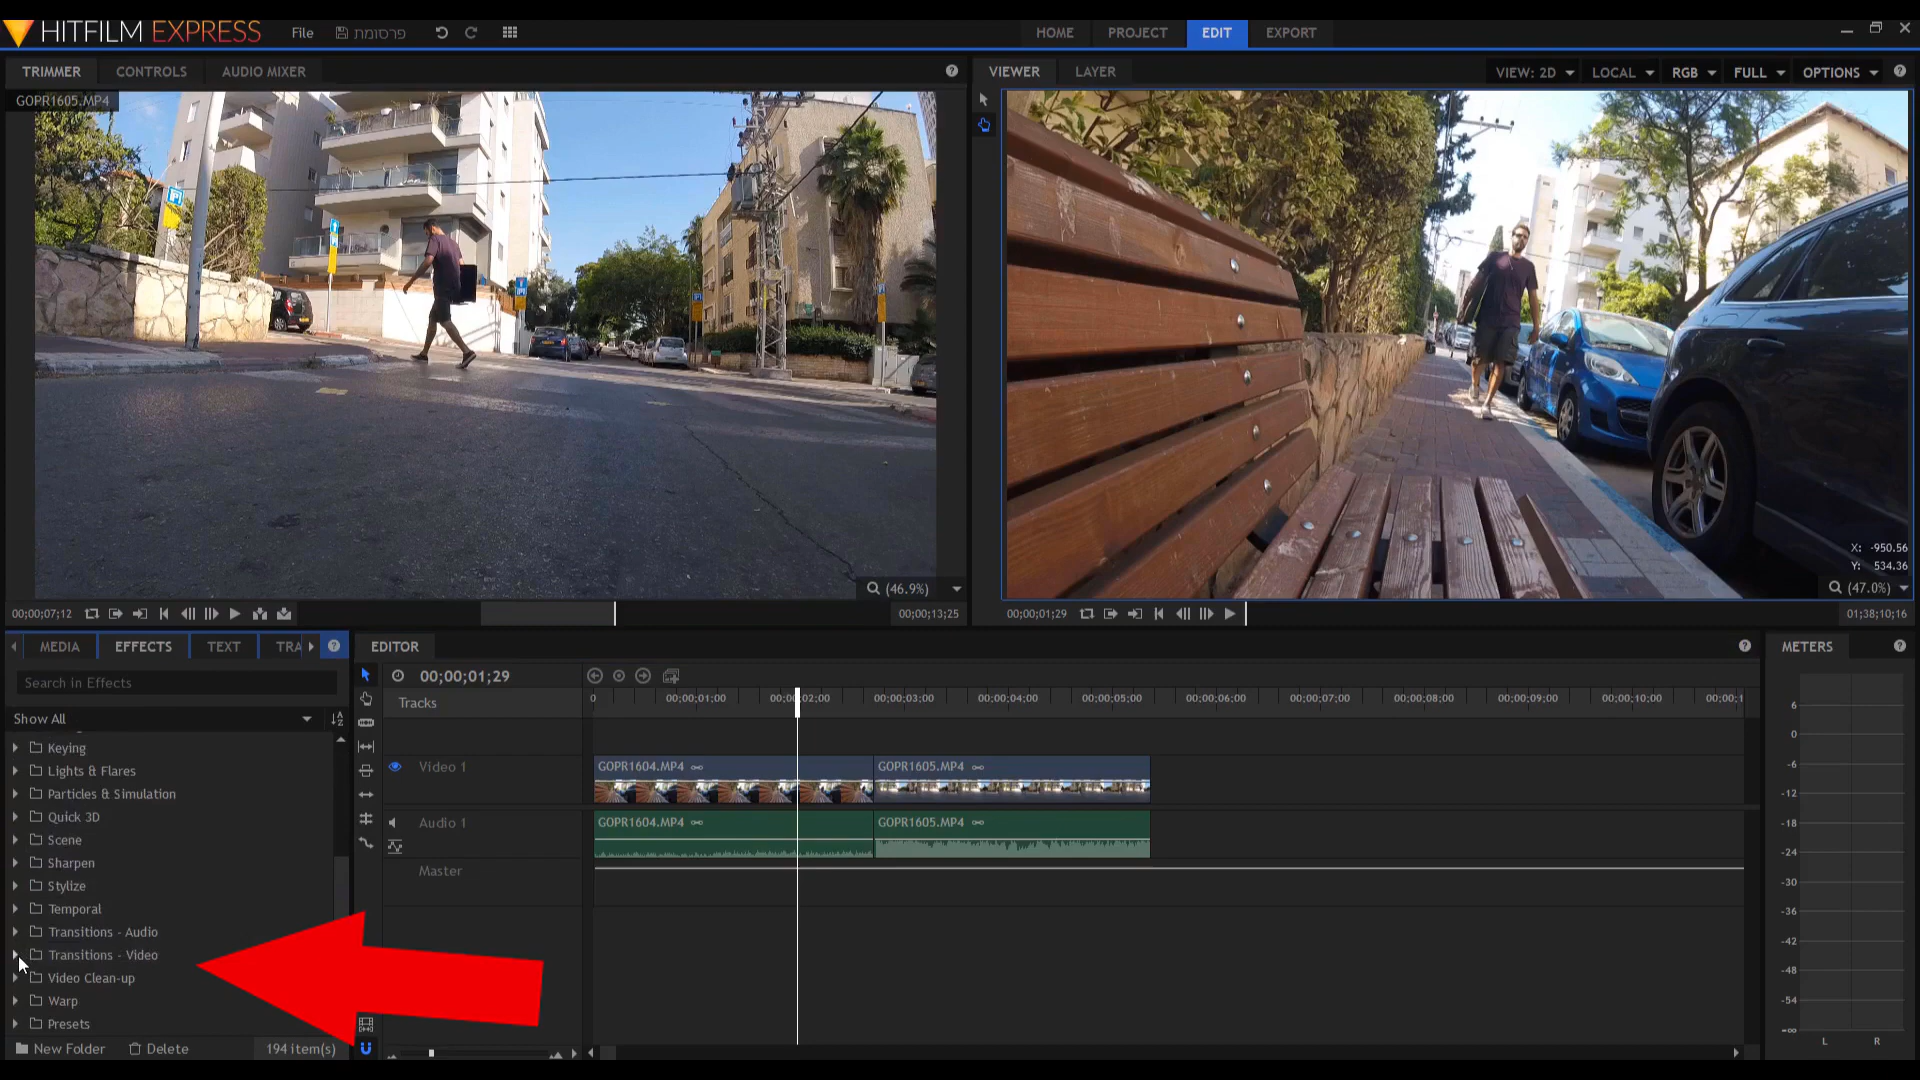 HITFILM EXPRESS
File
פרסומת
HOME
PROJECT
EDIT
EXPORT
TRIMMER
CONTROLS
AUDIO MIXER
VIEWER
LAYER
VIEW: 2D
LOCAL
RGB
FULL
OPTIONS
GOPR1605.MP4
X: -950.56
Y: 534.36
(46.9%)
(47.0%)
00;00;07;12
00;00;13;25
00;00;01;29
01;38;10;16
MEDIA
EFFECTS
TEXT
TRA
EDITOR
METERS
Search in Effects
Show All
Keying
Lights & Flares
Particles & Simulation
Quick 3D
Scene
Sharpen
Stylize
Temporal
Transitions - Audio
Transitions - Video
Video Clean-up
Warp
Presets
New Folder
Delete
194 item(s)
00;00;01;29
Tracks
0
00;00;01;00
00;00;02;00
00;00;03;00
00;00;04;00
00;00;05;00
00;00;06;00
00;00;07;00
00;00;08;00
00;00;09;00
00;00;10;00
00;00;1
Video 1
GOPR1604.MP4
GOPR1605.MP4
Audio 1
GOPR1604.MP4
GOPR1605.MP4
Master
6
0
-6
-12
-18
-24
-30
-36
-42
-48
-54
-∞
L
R